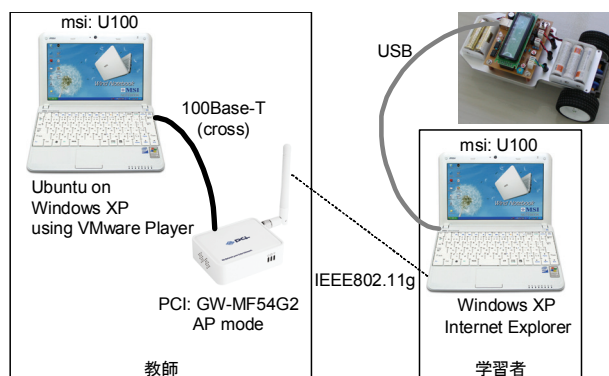 msi: U100
100Base-T
(cross)
Ubuntu on
Windows XP
using VMware Player
PCI: GW-MF54G2
AP mode
教師
USB
msi: U100
IEEE802.11g
Windows XP
Internet Explorer
学習者